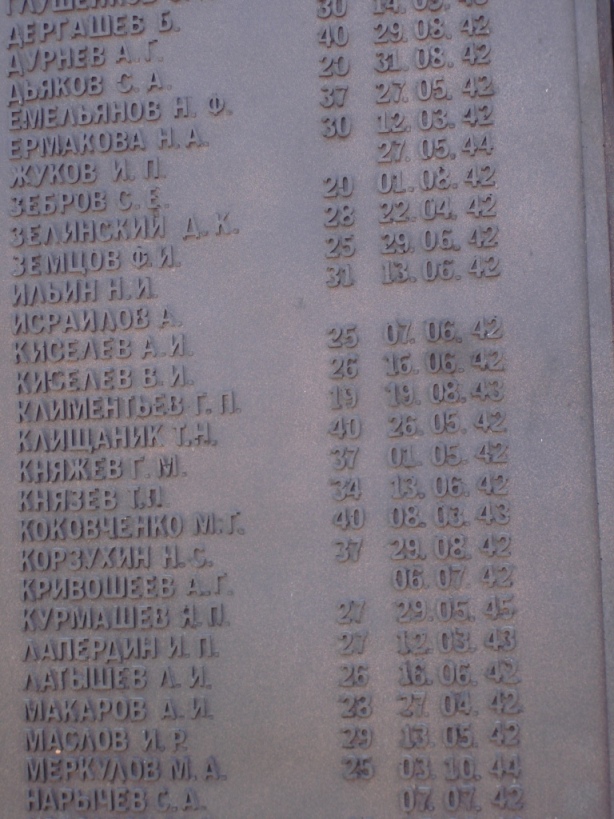 ДЕРГАШЕВ Б. 30
ДУРНЕВ А.Г. 40 29.08.42
ДЬЯКОВ С.А. 20 31.08.42
ЕМЕЛЬЯНОВ Н.Ф. 37 27.05.42
ЕРМАКОВА Н.А. 30 12.03.42
ЖУКОВ И.П. 27.05.44
ЗЕБРОВ С.Е. 20 01.08.42
ЗЕЛИНСКИЙ Д.К. 28 22.04.42
ЗЕМЦОВ Ф.И. 25 29.06.42
ИЛЬИН Н.И. 31 13.06.42
ИСРАИЛОВ А.
КИСЕЛЕВ А.И. 25 07.06.42
КИСЕЛЕВ В.И. 26 16.06.42
КЛИМЕНТЬЕВ Г.П. 19 19.08.43
КЛИЩАНИК Т.Н. 40 26.05.42
КНЯЖЕВ Г.М. 37 01.05.42
КНЯЗЕВ Т.П. 34 13.06.42
КОКОВЧЕНКО М.Г. 40 08.03.43
КОРЗУХИН Н.С. 37 29.08.42
КРИВОШЕЕВ А.Г. 06.07.42
КУРМАШЕВ Я.П. 27 29.05.45
ЛАПЕРДИН И.П. 27 12.03.43
ЛАТЫШЕВ Л.И. 26 16.06.42
МАКАРОВ А.И. 28 27.04.42
МАСЛОВ И.Р. 29 13.05.42
МЕРКУЛОВ М.А. 25 03.10.44
НАРЫЧЕВ С.А. 07.07.42